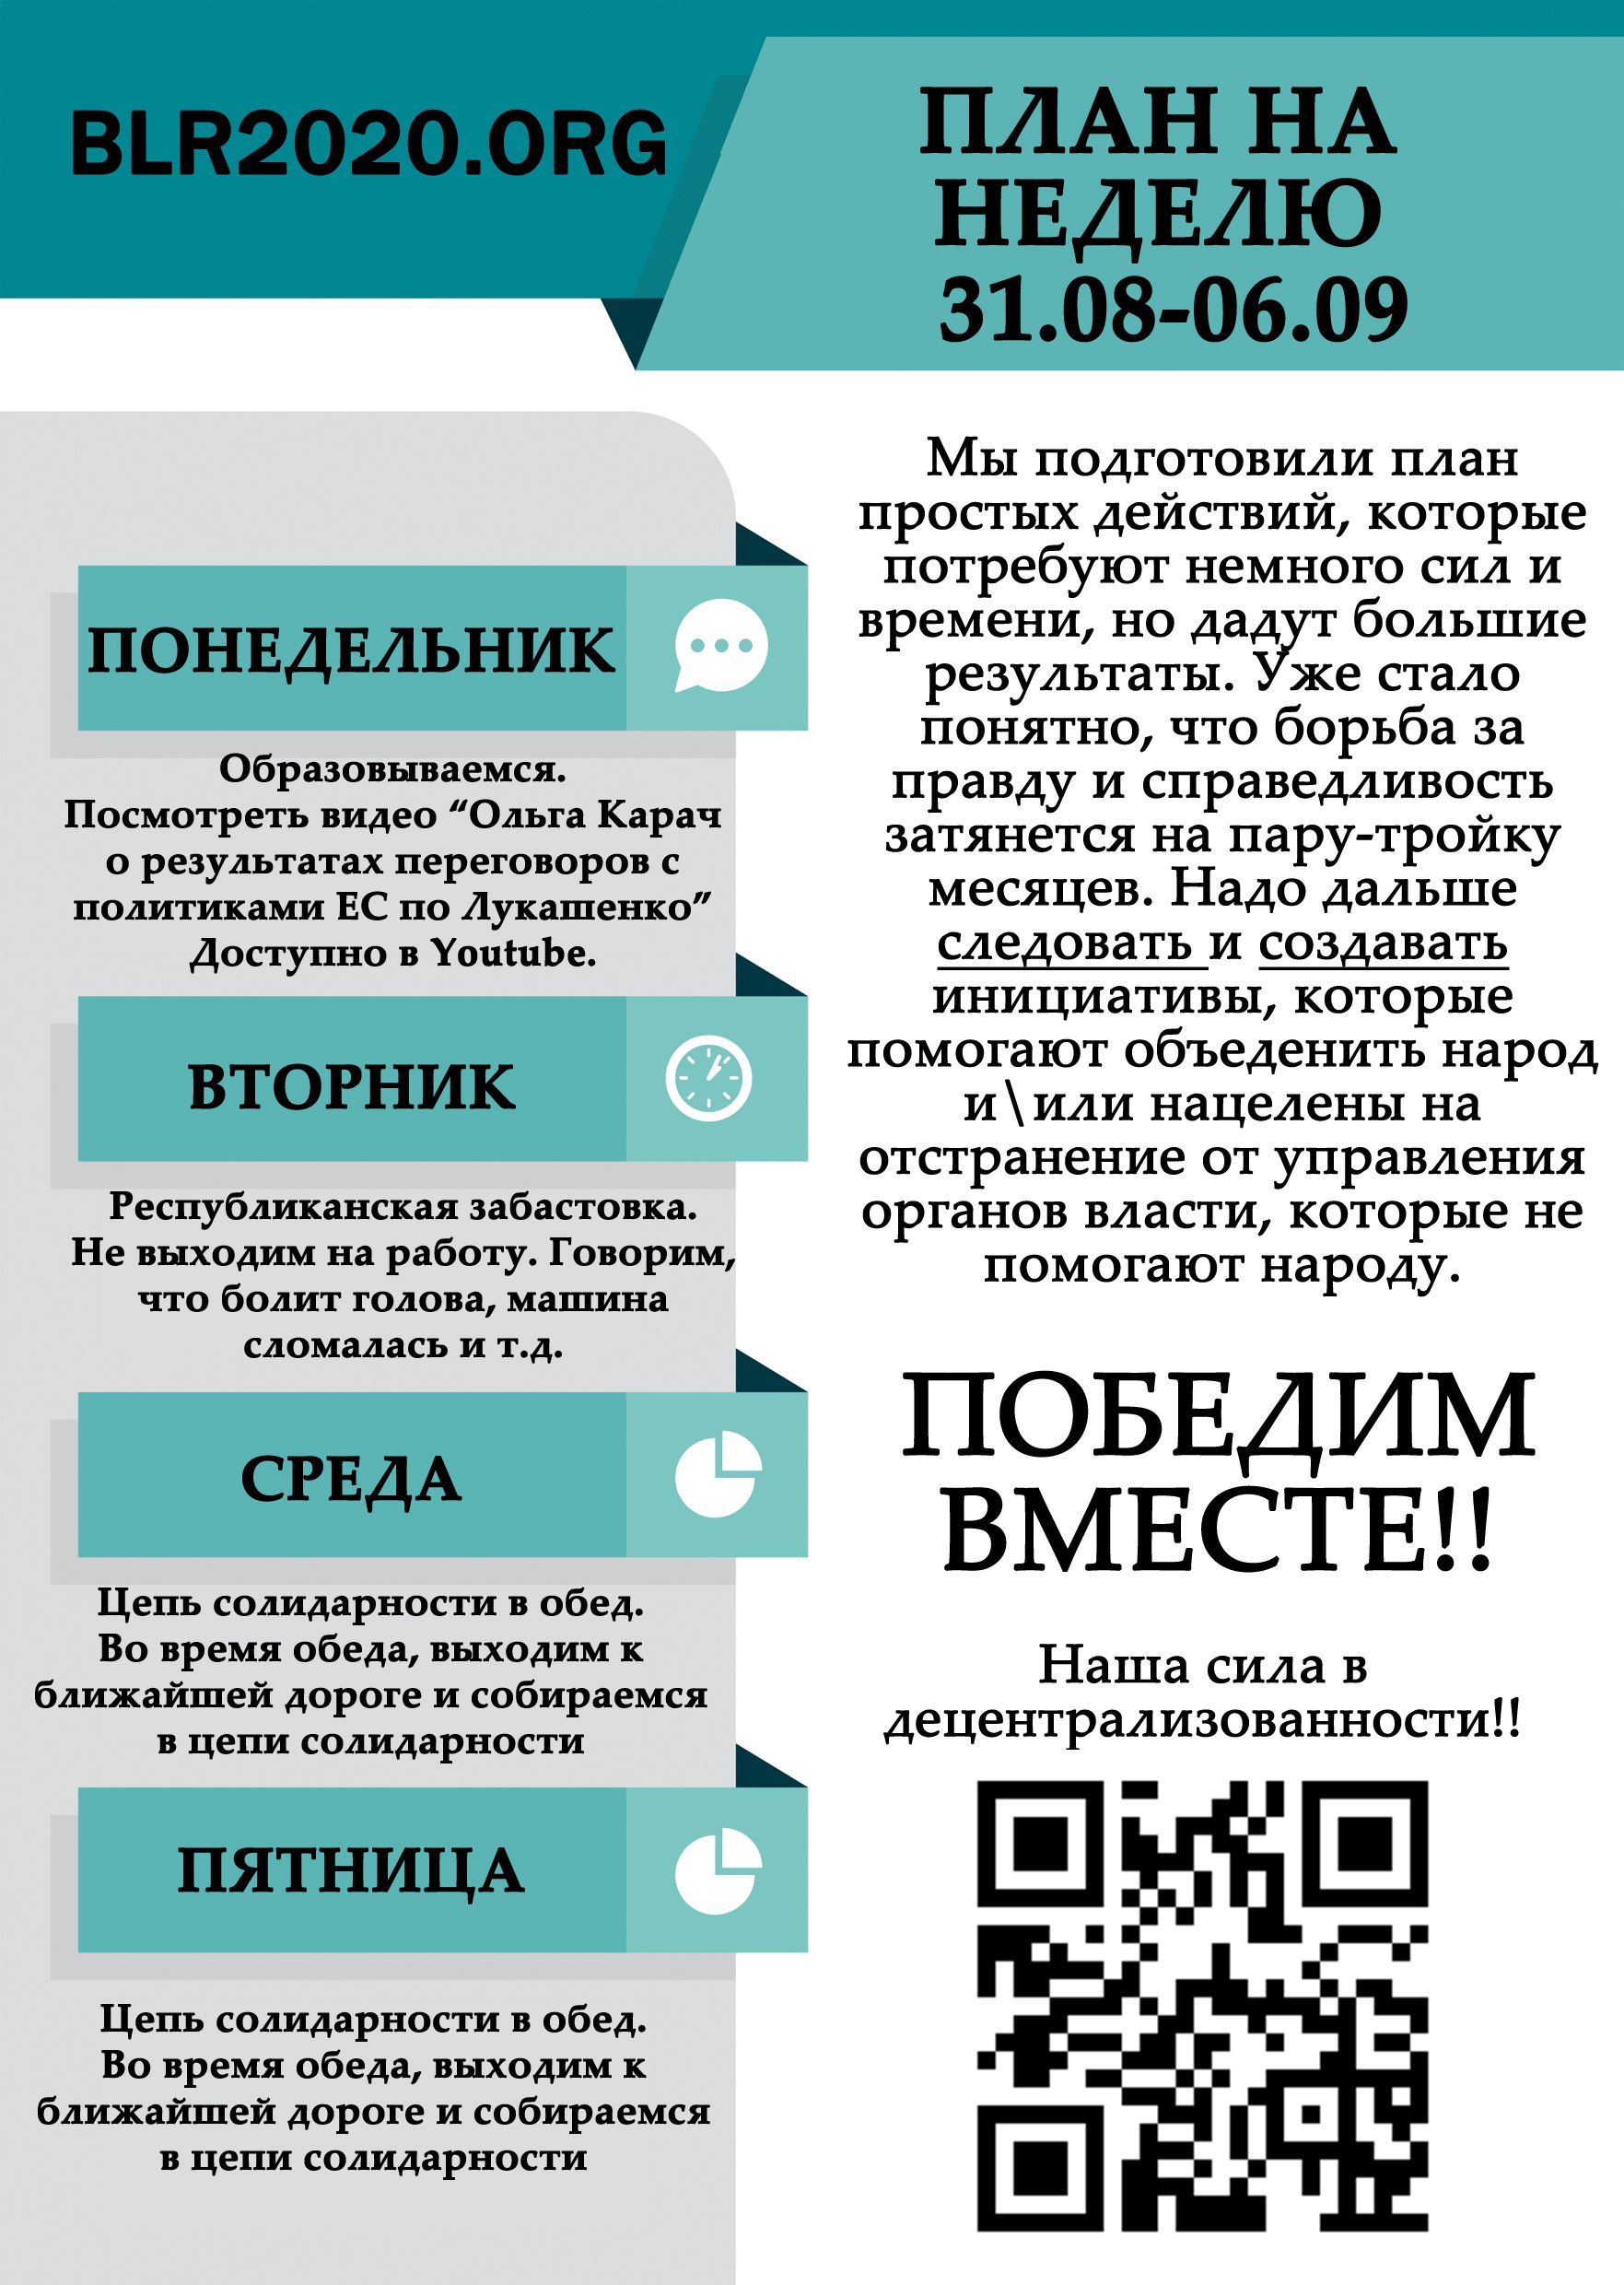 BLR2020.ORG
ПЛАН НА
НЕДЕЛЮ
31.08-06.09
ПОНЕДЕЛЬНИК
Образовываемся.
Посмотреть видео “Ольга Карач
о результатах переговоров с
политиками ЕС по Лукашенко”
Доступно в Youtube.
ВТОРНИК
Республиканская забастовка.
Не выходим на работу. Говорим,
что болит голова, машина
сломалась и т.д.
СРЕДА
Цепь солидарности в обед.
Во время обеда, выходим к
ближайшей дороге и собираемся
в цепи солидарности
ПЯТНИЦА
Цепь солидарности в обед.
Во время обеда, выходим к
ближайшей дороге и собираемся
в цепи солидарности
Мы подготовили план
простых действий, которые
потребуют немного сил и
времени, но дадут большие
результаты. Уже стало
понятно, что борьба за
правду и справедливость
затянется на пару-тройку
месяцев. Надо дальше
следовать и создавать
инициативы, которые
помогают объеденить народ
и\или нацелены на
отстранение от управления
органов власти, которые не
помогают народу.
ПОБЕДИМ
ВМЕСТЕ!!
Наша сила в
децентрализованности!!